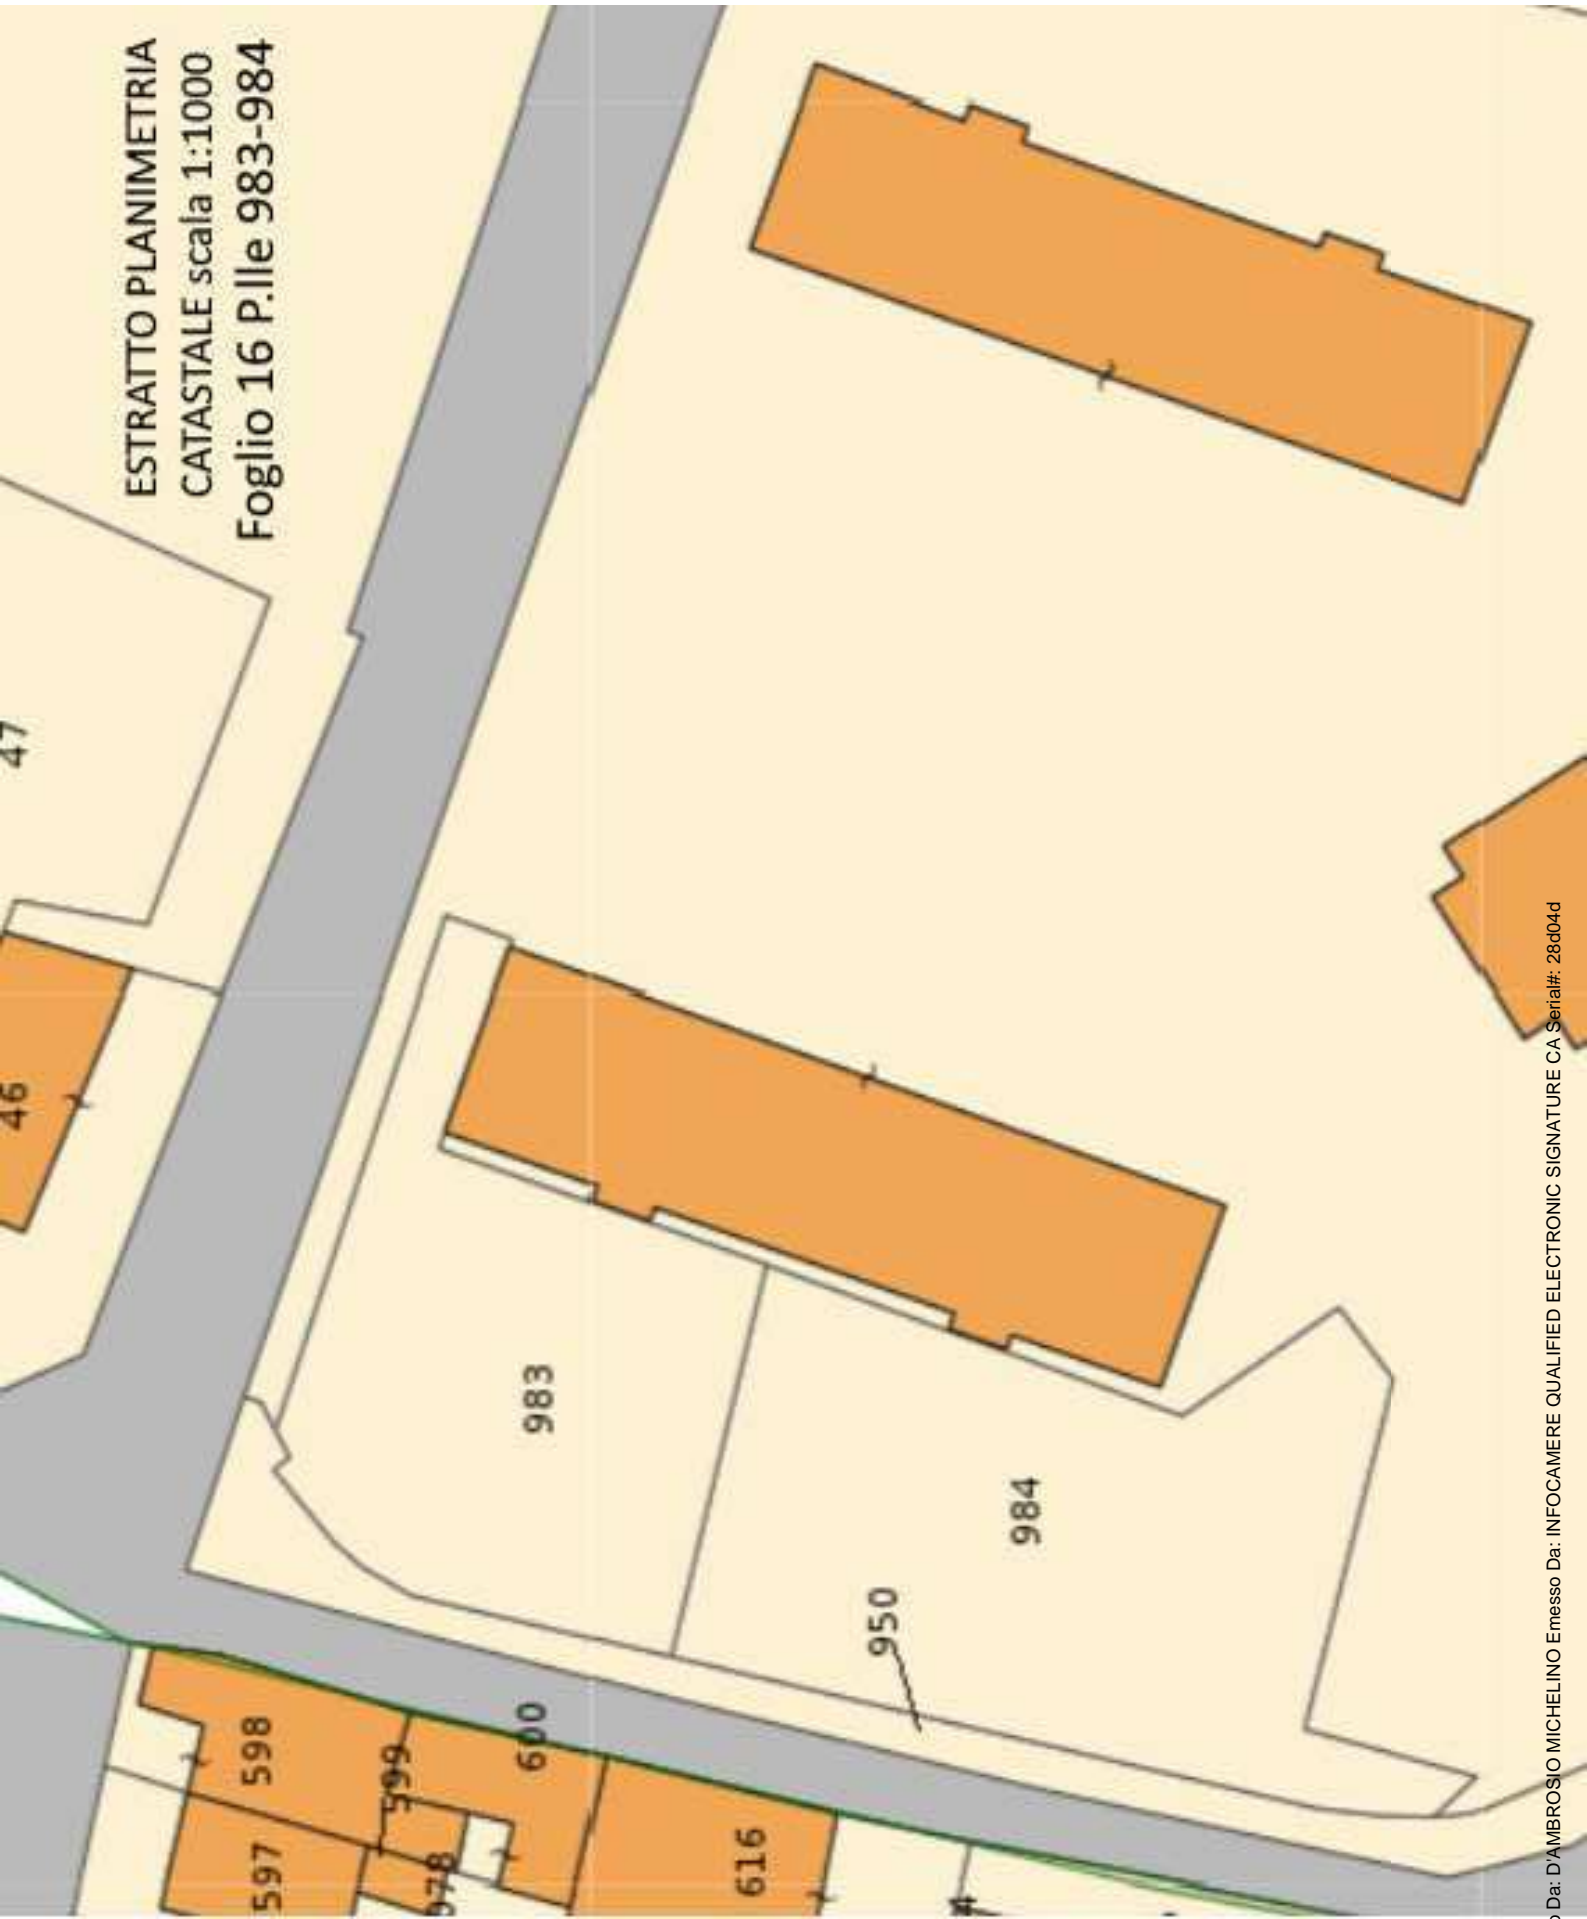 ESTRATTO PLANIMETRIA
CATASTALE scala 1:1000
Foglio 16 P.lle 983-984
47
46
983
984
950
598
599
600
597
978
616
Da: D'AMBROSIO MICHELINO Emesso Da: INFOCAMERE QUALIFIED ELECTRONIC SIGNATURE CA Serial#: 28d04d